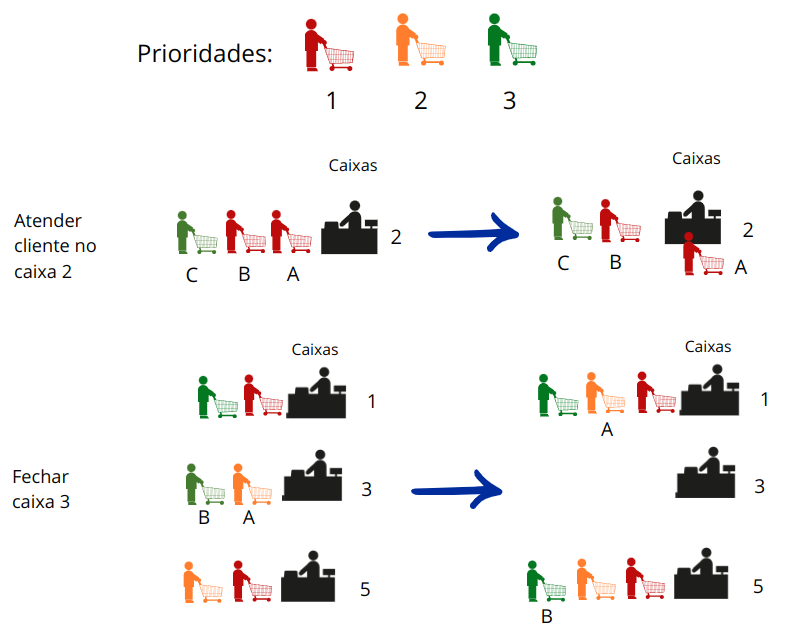 Prioridades:
1 2 3
Caixas
Caixas
Atender
cliente no
caixa 2
2
2
C B A
C B
A
Caixas
Caixas
1
1
A
Fechar
caixa 3
3
3
B A
5
5
B